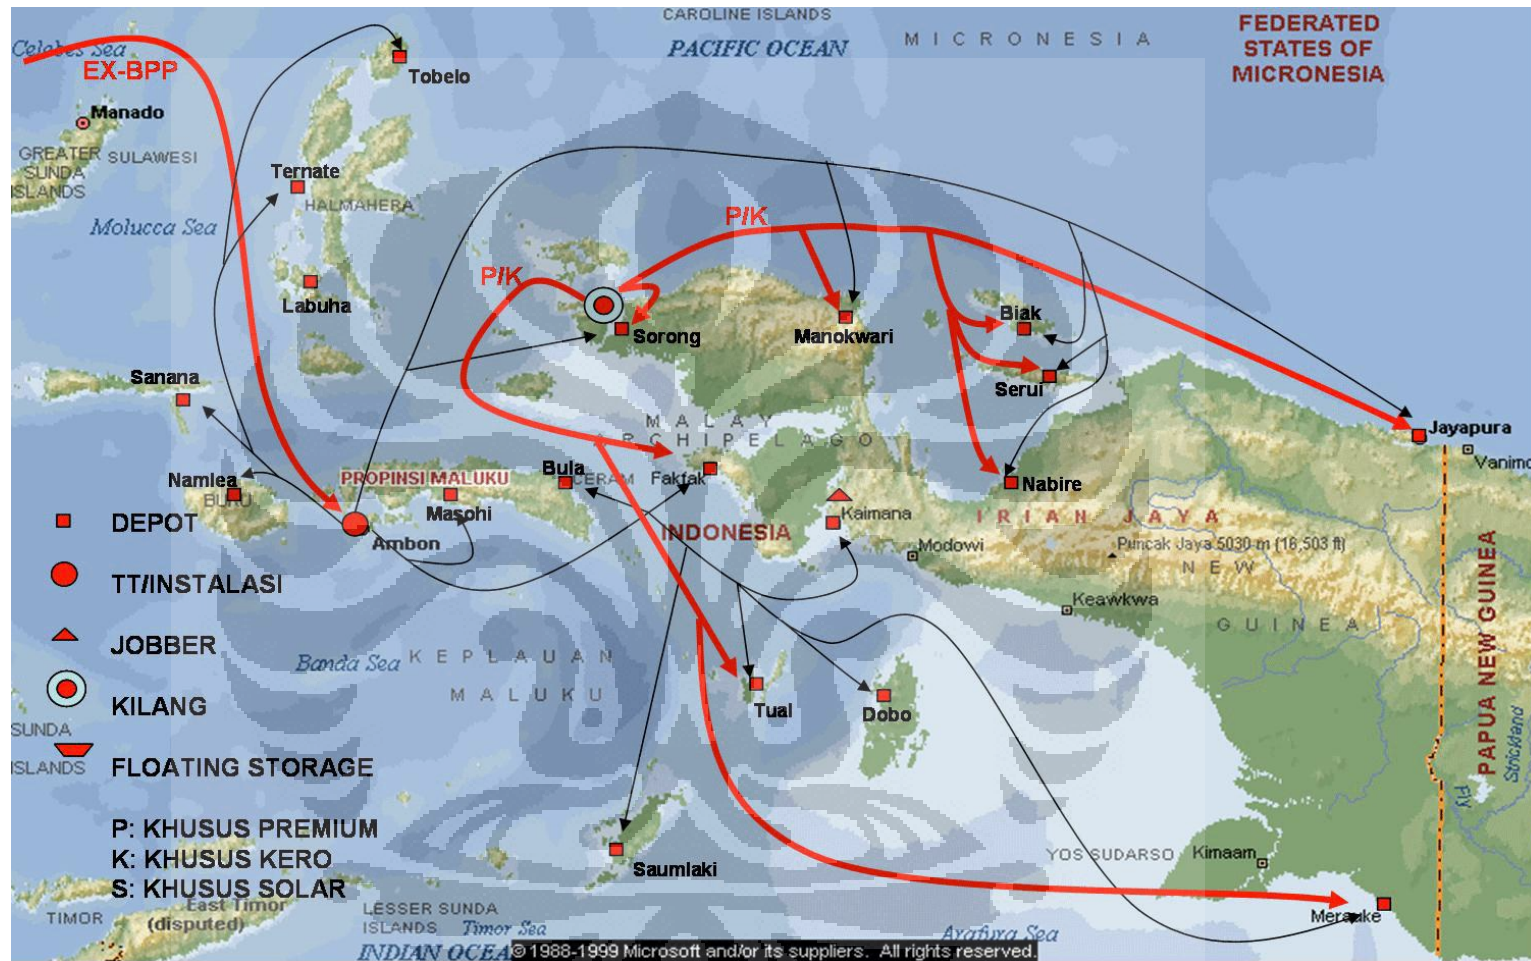 CAROLINE ISLANDS
PACIFIC OCEAN
MICRONESIA
FEDERATED
STATES OF
MICRONESIA
Celebes Sea
EX-BPP
Tobelo
Manado
GREATER
SUNDA
ISLANDS
SULAWESI
Ternate
HALMAHERA
Molucca Sea
P/K
P/K
Labuha
Sorong
Manokwari
Biak
Serui
Sanana
MALAY
ARCHIPELAGO
Jayapura
Vanimo
Namlea
BURU
PROPINSI MALUKU
Masohi
Bula
CERAM
Fakfak
Nabire
Kaimana
INDONESIA
IRIAN JAYA
Ambon
Modowi
Puncak Jaya 5030 m (16,503 ft)
NEW
GUINEA
Keawkwa
PAPUA NEW GUINEA
DEPOT
TT/INSTALASI
JOBBER
KILANG
FLOATING STORAGE
P: KHUSUS PREMIUM
K: KHUSUS KERO
S: KHUSUS SOLAR
Banda Sea
KEPLAUAN
MALUKU
Tual
Dobo
SUNDA
ISLANDS
Strickland
Fly
Saumlaki
YOS SUDARSO
Kimaam
Merauke
TIMOR
East Timor
(disputed)
LESSER SUNDA
ISLANDS
Timor Sea
Arafura Sea
INDIAN OCEA
© 1988-1999 Microsoft and/or its suppliers. All rights reserved.